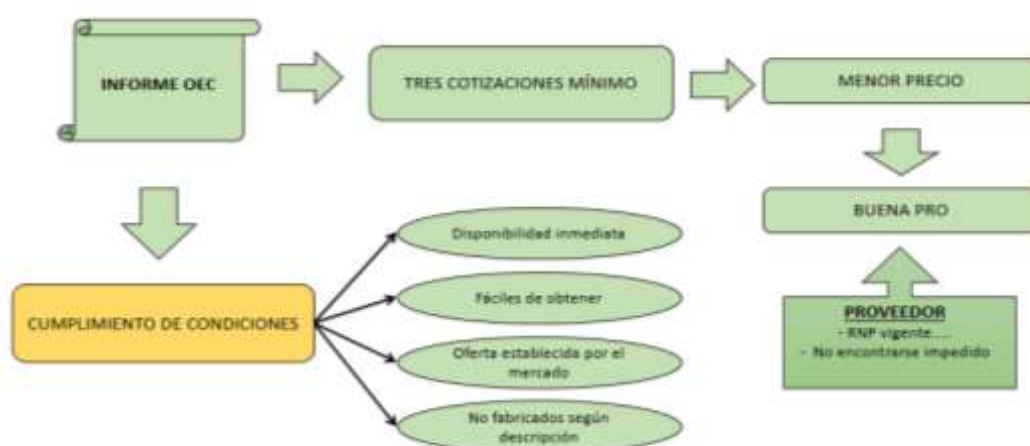 INFORME OEC
TRES COTIZACIONES MÍNIMO
MENOR PRECIO
BUENA PRO
Disponibilidad inmediata
Fáciles de obtener
CUMPLIMIENTO DE CONDICIONES
Oferta establecida por el
mercado
No fabricados según
descripción
PROVEEDOR
- RNP vigente....
- No encontrarse impedido